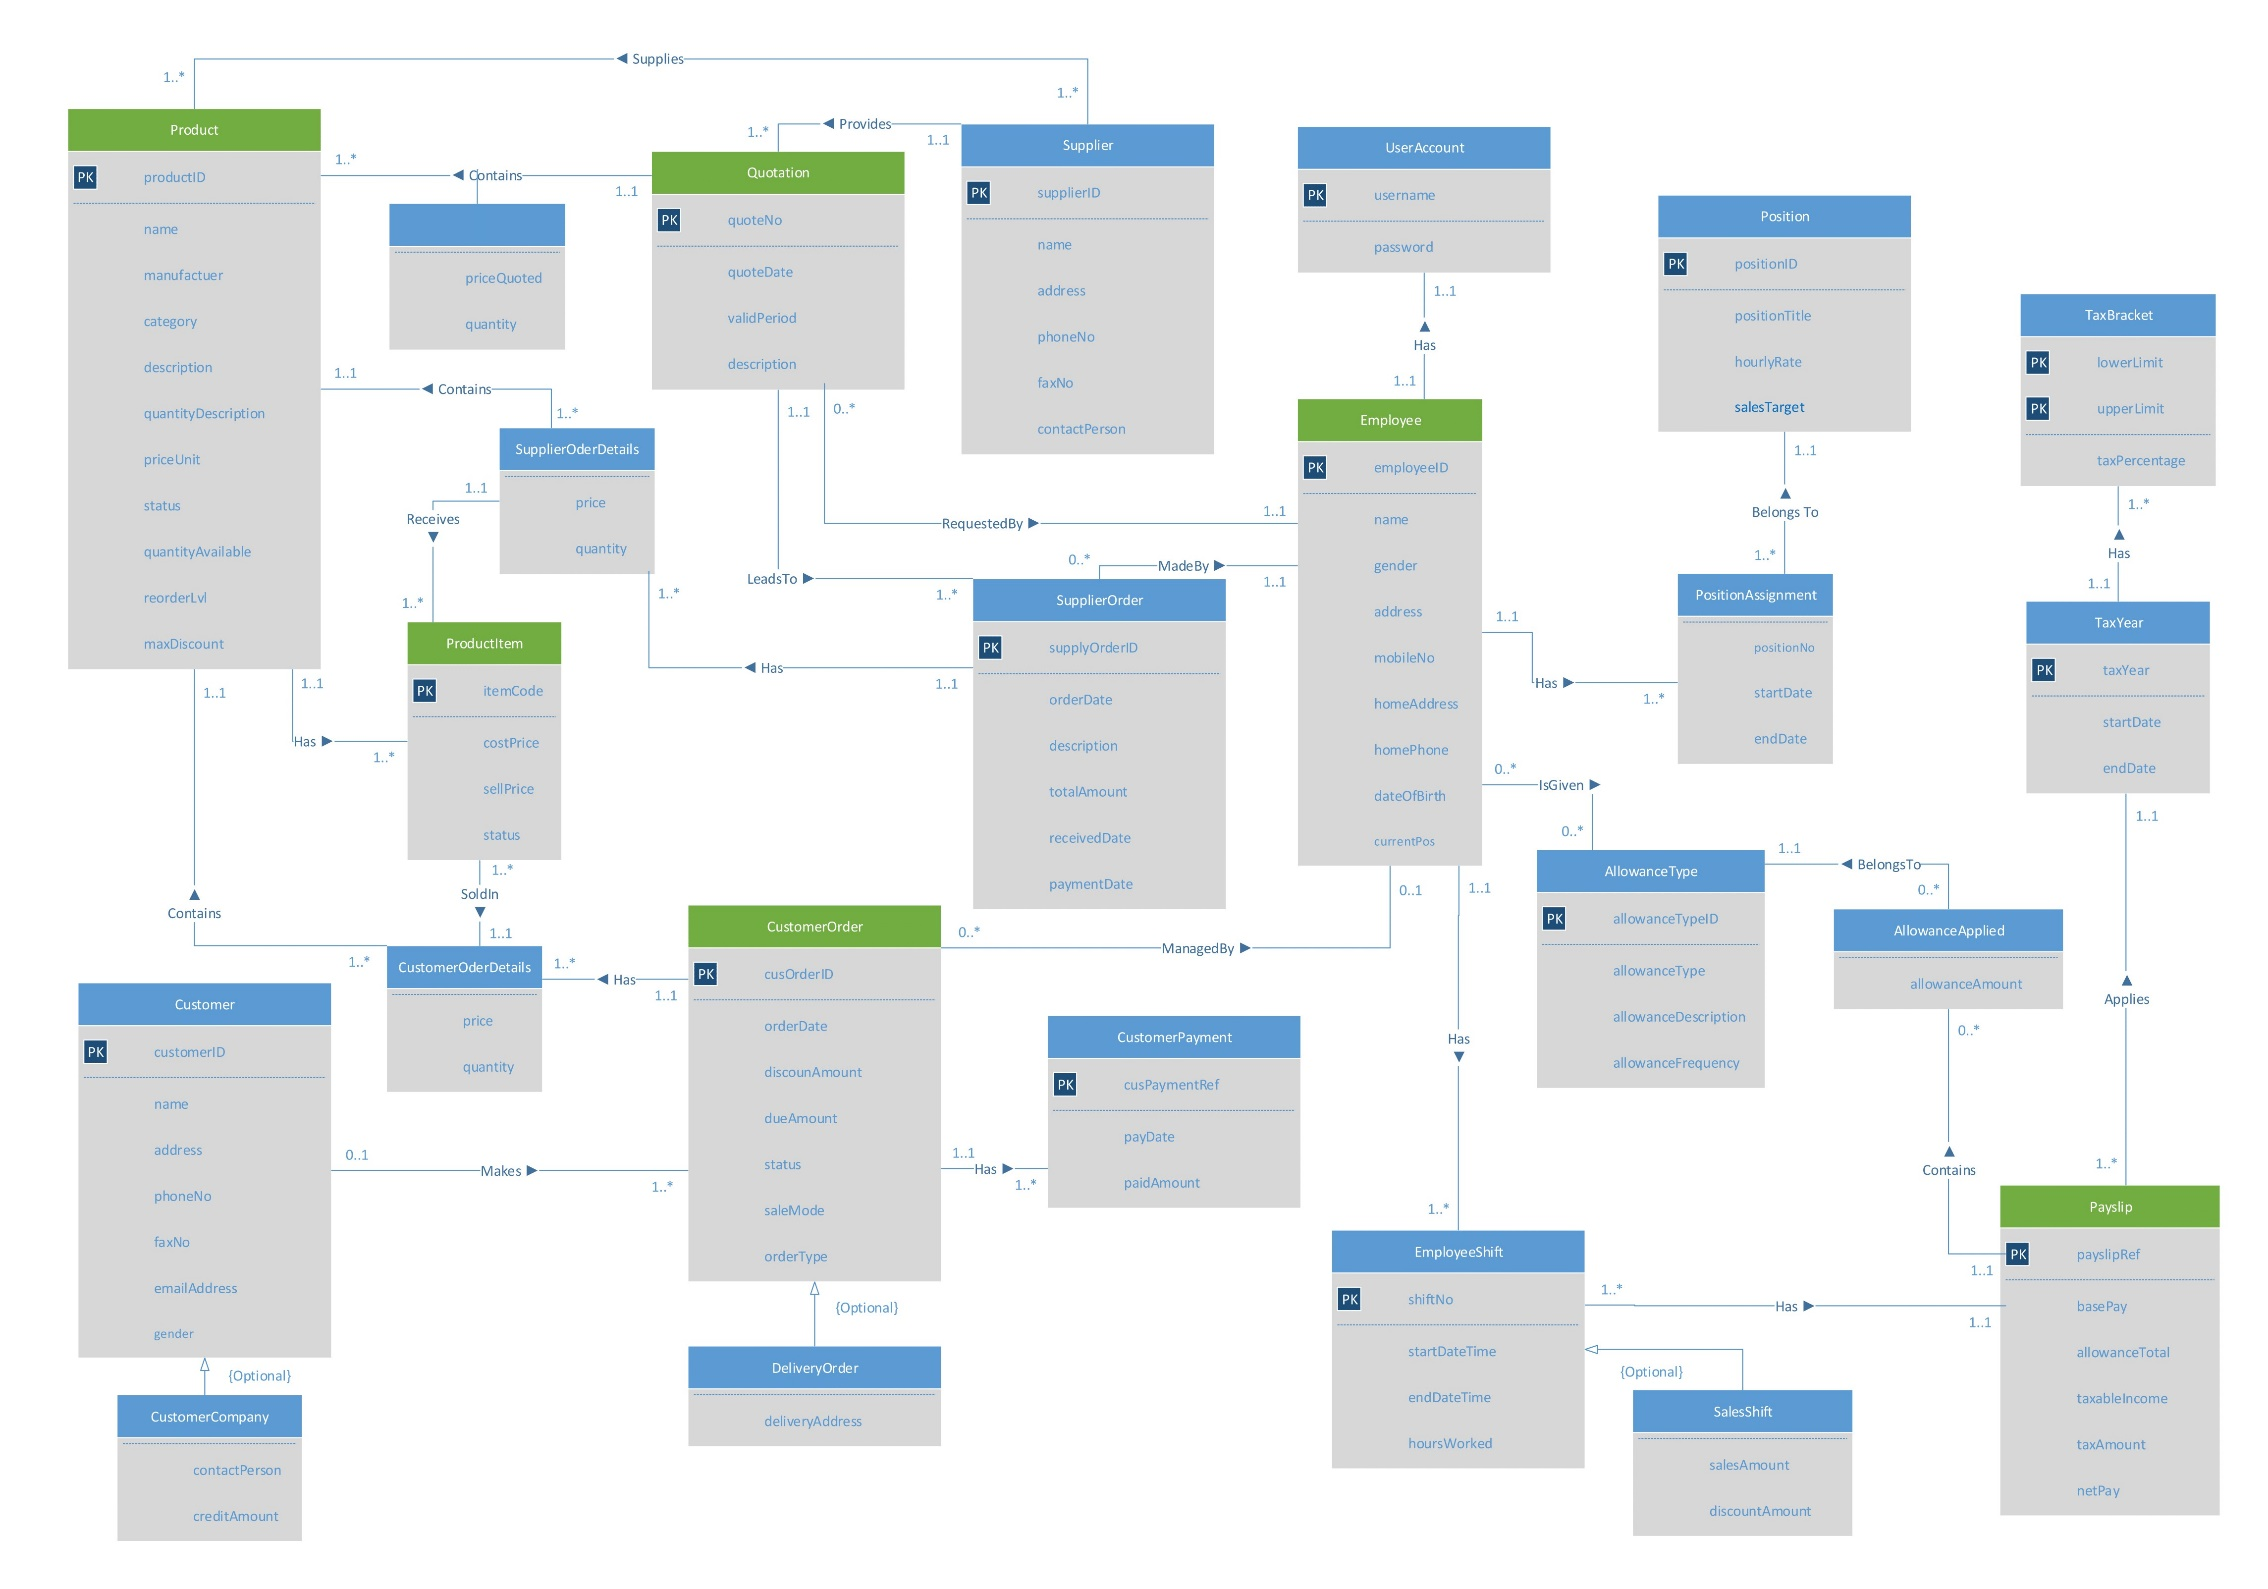 ◄ Supplies
1..*
1..*
Product
PK productID
name
manufactuer
category
description
quantityDescription
priceUnit
status
quantityAvailable
reorderLvl
maxDiscount
1..*
◄ Contains
1..1
priceQuoted
quantity
1..*
◄ Provides
1..1
Quotation
PK quoteNo
quoteDate
validPeriod
description
Supplier
PK supplierID
name
address
phoneNo
faxNo
contactPerson
UserAccount
PK username
password
1..1
▲
Has
1..1
Position
PK positionID
positionTitle
hourlyRate
salesTarget
1..1
▲
Belongs To
1..*
TaxBracket
PK lowerLimit
PK upperLimit
taxPercentage
1..*
▲
Has
1..1
1..1
◄ Contains
1..*
SupplierOderDetails
price
quantity
1..1
Receives
▼
1..*
1..1
0..*
RequestedBy ►
1..1
LeadsTo ►
1..*
0..*
MadeBy ►
1..1
1..*
◄ Has
1..1
SupplierOrder
PK supplyOrderID
orderDate
description
totalAmount
receivedDate
paymentDate
Employee
PK employeeID
name
gender
address
mobileNo
homeAddress
homePhone
dateOfBirth
currentPos
1..1
Has ►
1..*
PositionAssignment
positionNo
startDate
endDate
TaxYear
PK taxYear
startDate
endDate
1..1
▲
Applies
1..*
ProductItem
PK itemCode
costPrice
sellPrice
status
1..1
1..1
Has ►
1..*
1..*
SoldIn
▼
1..1
▲
Contains
1..*
0..*
IsGiven ►
0..*
AllowanceType
PK allowanceTypeID
allowanceType
allowanceDescription
allowanceFrequency
1..1
◄ BelongsTo
0..*
AllowanceApplied
allowanceAmount
0..*
▲
Contains
1..1
0..1
1..1
0..*
ManagedBy ►
CustomerOderDetails
price
quantity
1..*
◄ Has
1..1
CustomerOrder
PK cusOrderID
orderDate
discounAmount
dueAmount
status
saleMode
orderType
Customer
PK customerID
name
address
phoneNo
faxNo
emailAddress
gender
0..1
Makes ►
1..*
1..1
Has ►
1..*
CustomerPayment
PK cusPaymentRef
payDate
paidAmount
Has
▼
1..*
EmployeeShift
PK shiftNo
startDateTime
endDateTime
hoursWorked
1..*
Has ►
1..1
Payslip
PK payslipRef
basePay
allowanceTotal
taxableIncome
taxAmount
netPay
{Optional}
DeliveryOrder
deliveryAddress
{Optional}
CustomerCompany
contactPerson
creditAmount
{Optional}
SalesShift
salesAmount
discountAmount